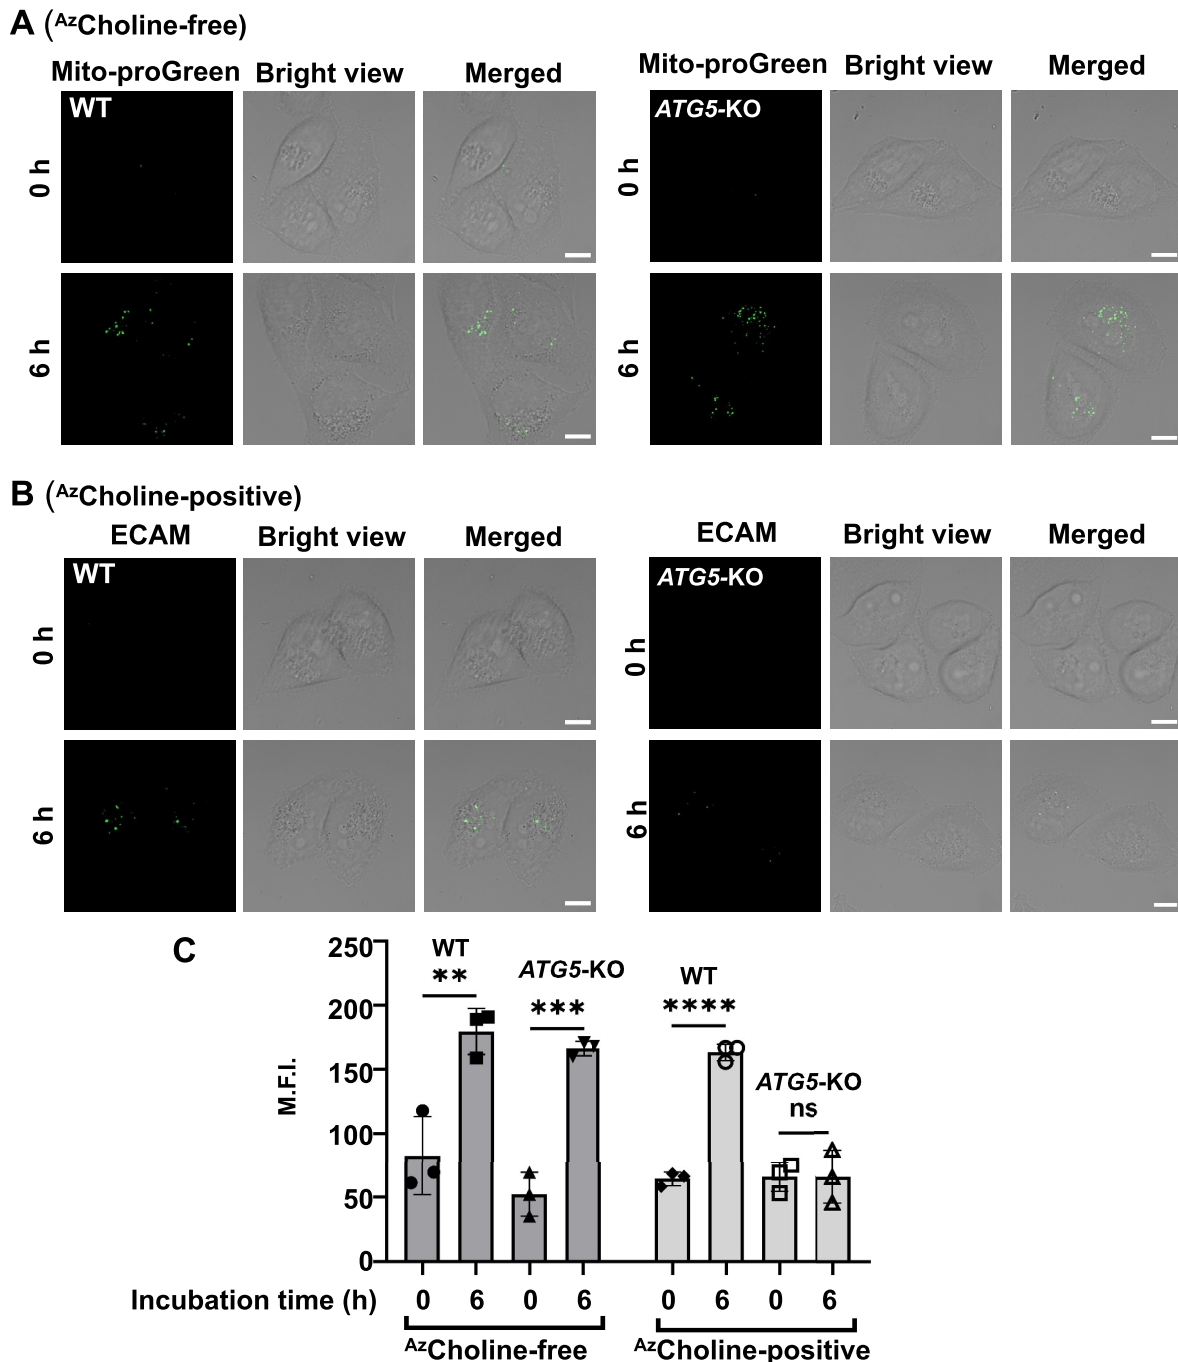 A (AzCholine-free)
Mito-proGreen Bright view Merged Mito-proGreen Bright view Merged
WT ATG5-KO
0 h 0 h
6 h 6 h
B (AzCholine-positive)
ECAM Bright view Merged ECAM Bright view Merged
WT ATG5-KO
0 h 0 h
6 h 6 h
C
M.F.I.
250
200
150
100
50
0
WT
**
ATG5-KO
***
WT
****
ATG5-KO
ns
Incubation time (h) 0 6 0 6 0 6 0 6
AzCholine-free AzCholine-positive